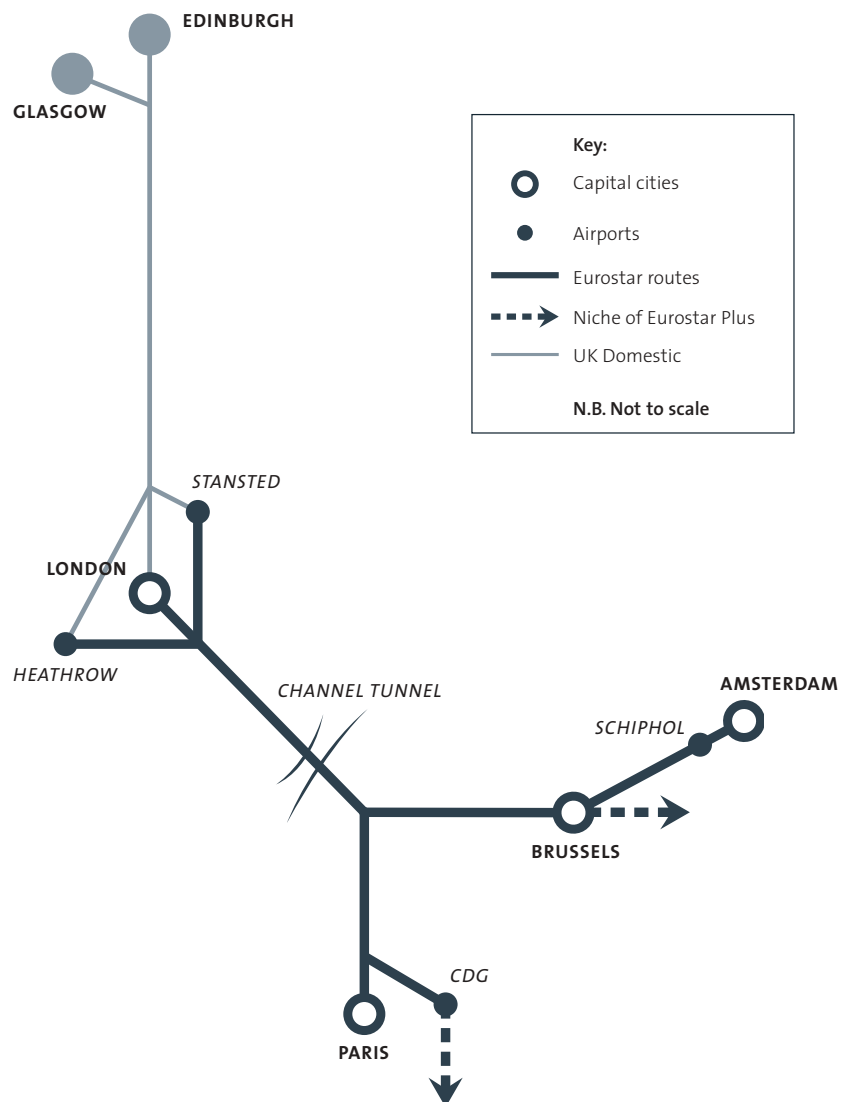 EDINBURGH
GLASGOW
Key:
Capital cities
Airports
Eurostar routes
Niche of Eurostar Plus
UK Domestic
N.B. Not to scale
STANSTED
LONDON
HEATHROW
CHANNEL TUNNEL
AMSTERDAM
SCHIPHOL
BRUSSELS
CDG
PARIS